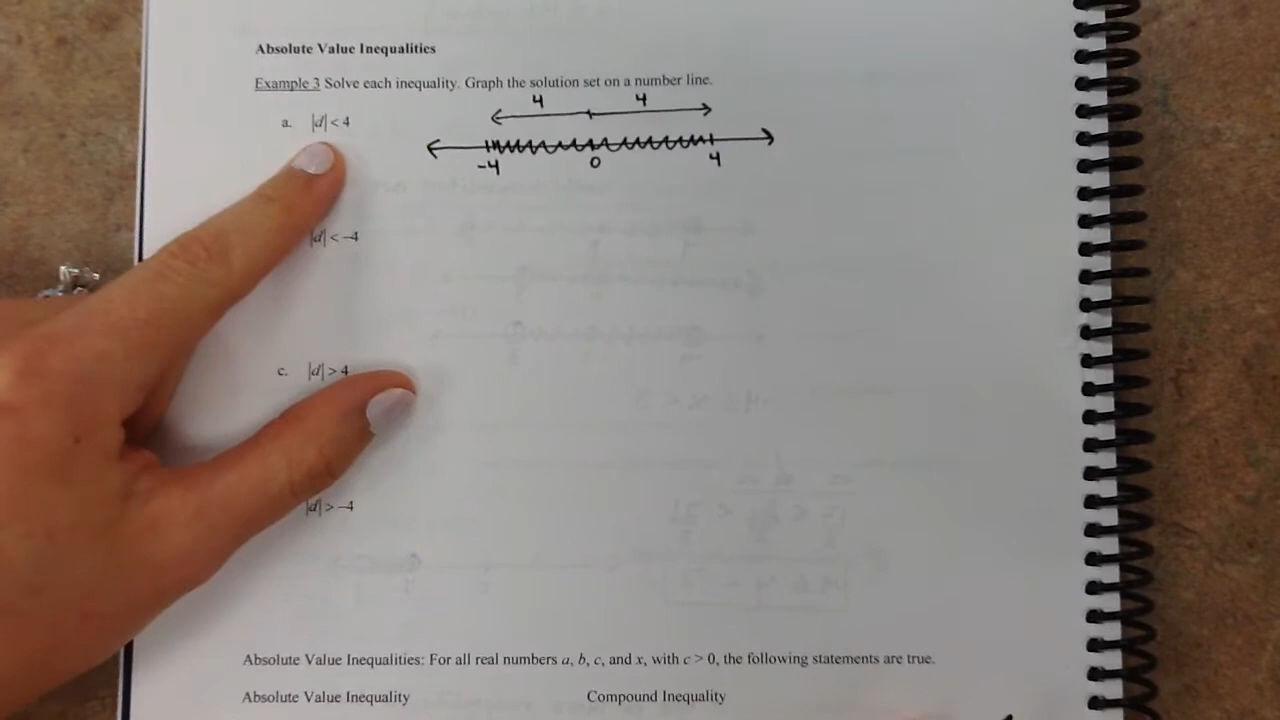 Absolute Value Inequalities
Example 3 Solve each inequality. Graph the solution set on a number line.
4 4
a. |d| < 4
-4 0 4
|d| < -4
c. |d| > 4
|d| > -4
Absolute Value Inequalities: For all real numbers a, b, c, and x, with c > 0, the following statements are true.
Absolute Value Inequality Compound Inequality